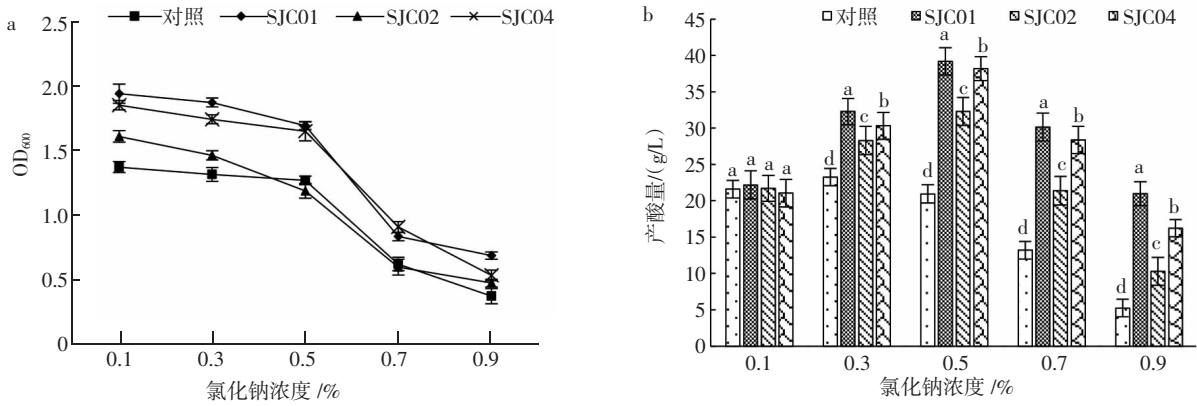 a
对照 SJC01 SJC02 SJC04
2.5
2.0
1.5
1.0
0.5
0
OD₆₀₀
0.1 0.3 0.5 0.7 0.9
氯化钠浓度 /%
b
对照 SJC01 SJC02 SJC04
45
40
35
30
25
20
15
10
5
0
产酸量/(g/L)
a a a a
d a c b
d a c b
d a c b
d a c b
0.1 0.3 0.5 0.7 0.9
氯化钠浓度 /%